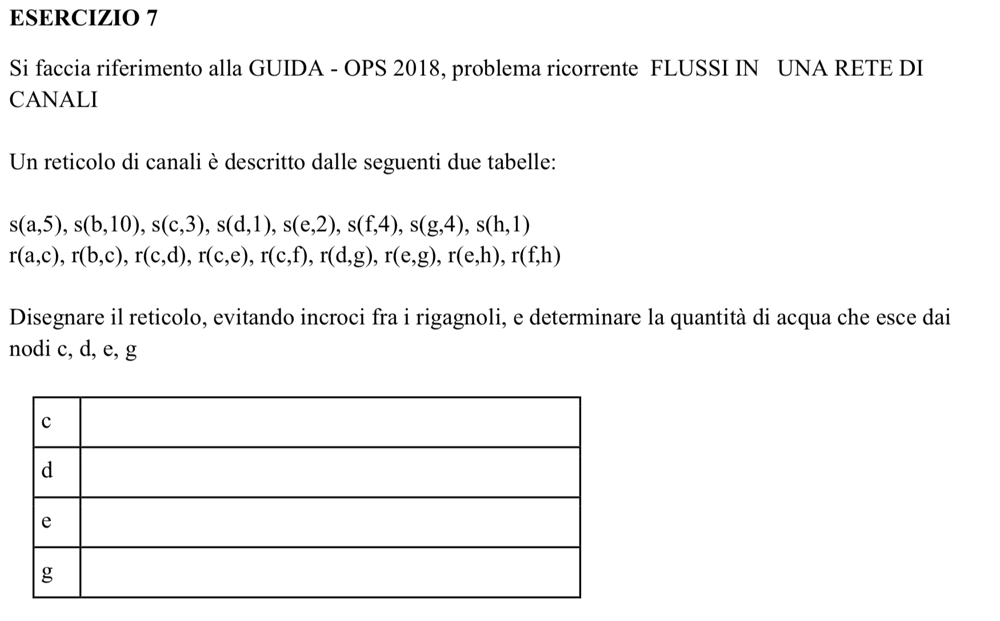 ESERCIZIO 7
Si faccia riferimento alla GUIDA - OPS 2018, problema ricorrente FLUSSI IN UNA RETE DI
CANALI
Un reticolo di canali è descritto dalle seguenti due tabelle:
s(a,5), s(b,10), s(c,3), s(d,1), s(e,2), s(f,4), s(g,4), s(h,1)
r(a,c), r(b,c), r(c,d), r(c,e), r(c,f), r(d,g), r(e,g), r(e,h), r(f,h)
Disegnare il reticolo, evitando incroci fra i rigagnoli, e determinare la quantità di acqua che esce dai
nodi c, d, e, g
c
d
e
g